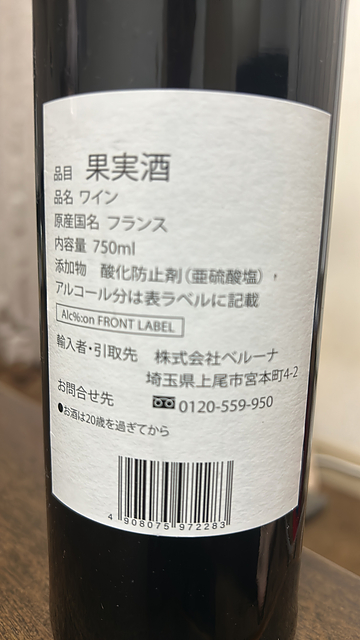 品目 果実酒
品名 ワイン
原産国名 フランス
内容量 750ml
添加物 酸化防止剤(亜硫酸塩),
アルコール分は表ラベルに記載
Alc%:on FRONT LABEL
輸入者・引取先 株式会社ベルーナ
埼玉県上尾市宮本町4-2
お問合せ先 0120-559-950
●お酒は20歳を過ぎてから
4 908075 972283